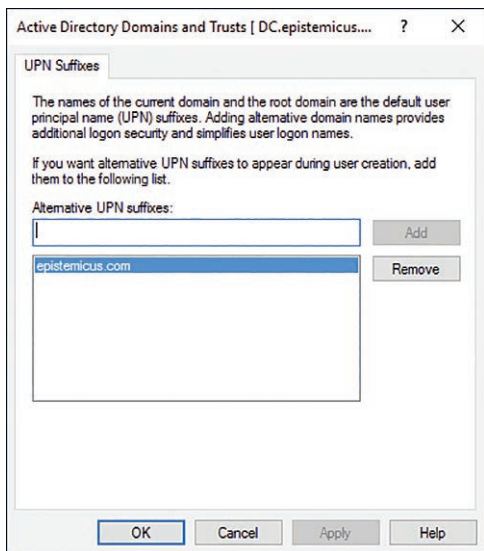 Active Directory Domains and Trusts [ DC.epistemicus.... ? ×
UPN Suffixes
The names of the current domain and the root domain are the default user
principal name (UPN) suffixes. Adding alternative domain names provides
additional logon security and simplifies user logon names.
If you want alternative UPN suffixes to appear during user creation, add
them to the following list.
Alternative UPN suffixes:
Add
epistemicus.com
Remove
OK Cancel Apply Help